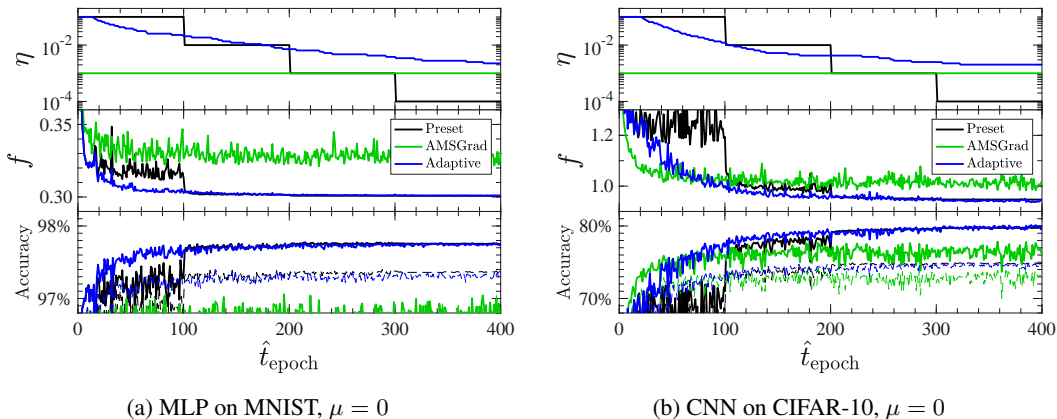 10⁻²
10⁻⁴
η
0.35
0.30
f
Preset
AMSGrad
Adaptive
98%
97%
Accuracy
0 100 200 300 400
t̂epoch
(a) MLP on MNIST, μ = 0
10⁻²
10⁻⁴
η
1.2
1.0
f
Preset
AMSGrad
Adaptive
80%
70%
Accuracy
0 100 200 300 400
t̂epoch
(b) CNN on CIFAR-10, μ = 0